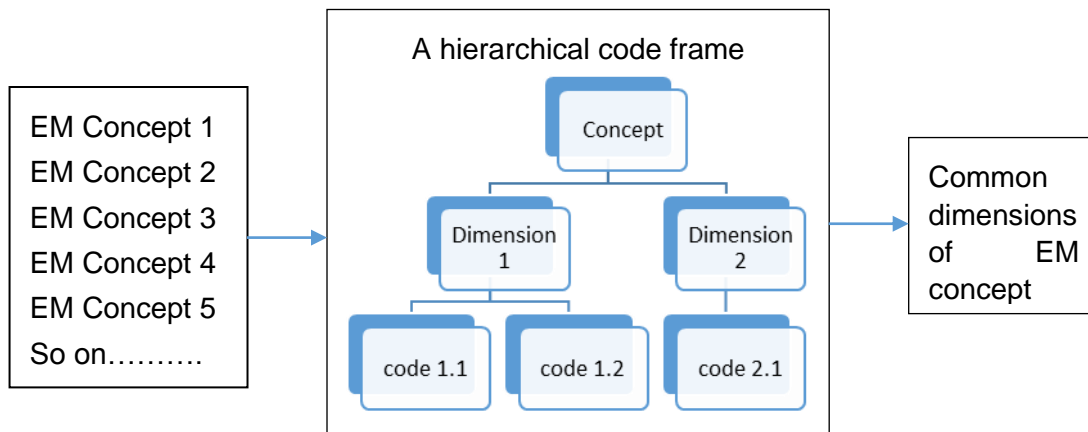 A hierarchical code frame
EM Concept 1
EM Concept 2
EM Concept 3
EM Concept 4
EM Concept 5
So on……….
Concept
Dimension
1
Dimension
2
code 1.1
code 1.2
code 2.1
Common
dimensions
of EM
concept